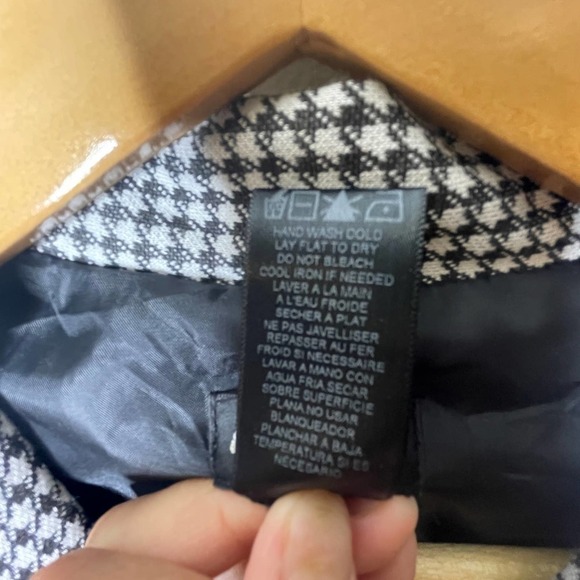 HAND WASH COLD
LAY FLAT TO DRY
DO NOT BLEACH
COOL IRON IF NEEDED
LAVER A LA MAIN
A L'EAU FROIDE
SECHER A PLAT
NE PAS JAVELLISER
REPASSER AU FER
FROID SI NECESSAIRE
LAVAR A MANO CON
AGUA FRIA SECAR
SOBRE SUPERFICIE
PLANA NO USAR
BLANQUEADOR
PLANCHAR A BAJA
TEMPERATURA SI ES
NECESARIO